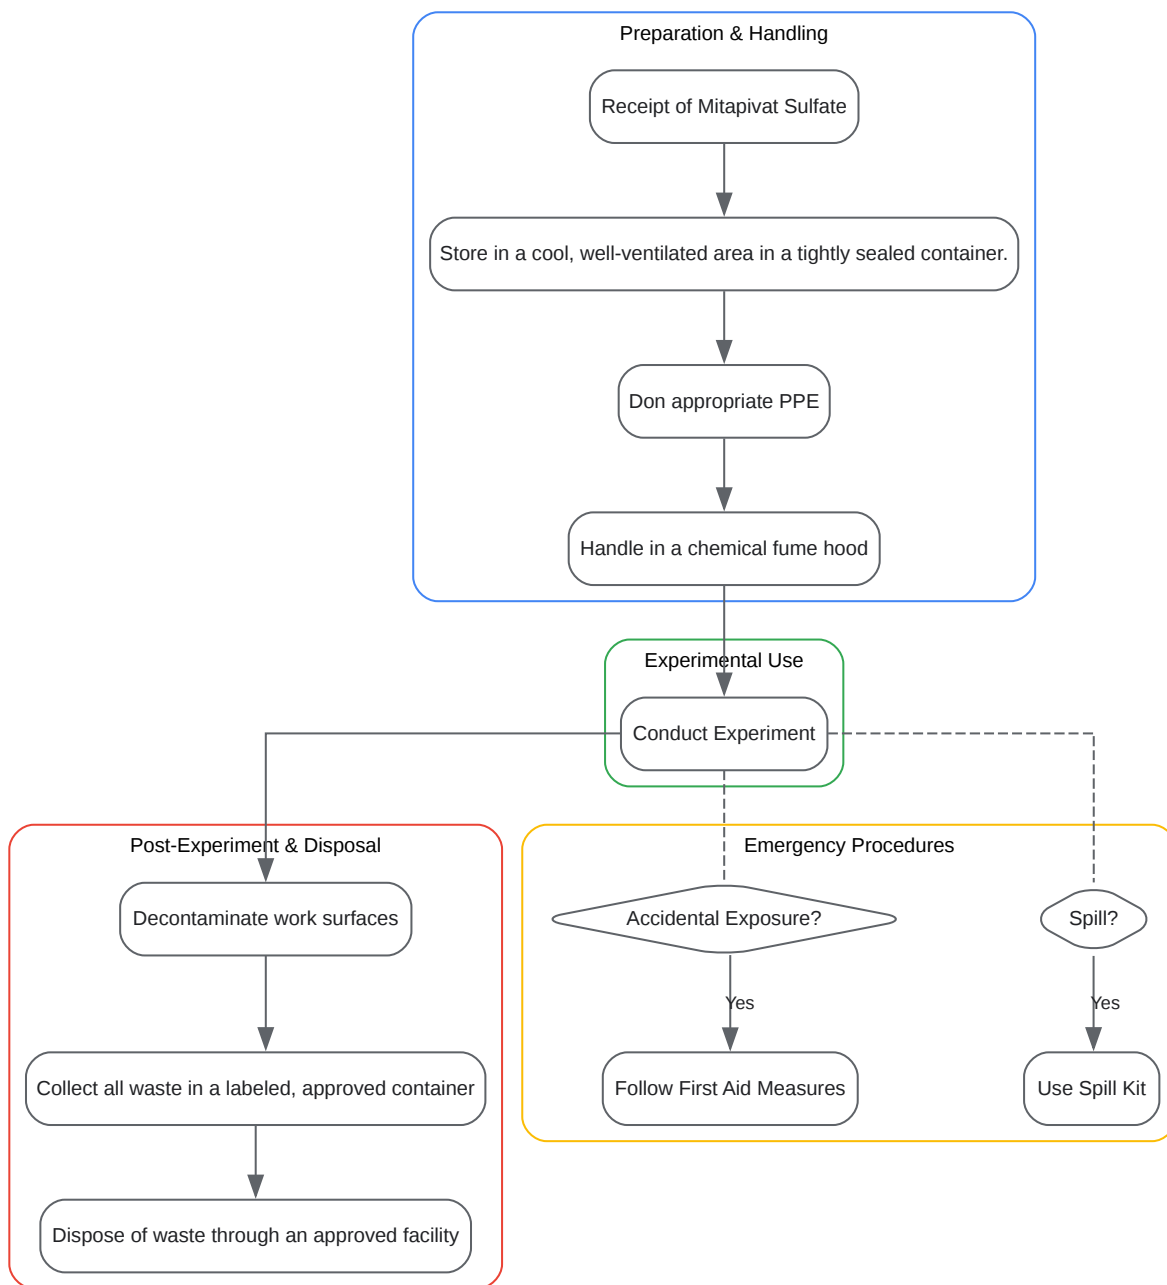 Preparation & Handling
Receipt of Mitapivat Sulfate
Store in a cool, well-ventilated area in a tightly sealed container.
Don appropriate PPE
Handle in a chemical fume hood
Experimental Use
Conduct Experiment
Post-Experiment & Disposal
Decontaminate work surfaces
Collect all waste in a labeled, approved container
Dispose of waste through an approved facility
Emergency Procedures
Accidental Exposure?
Yes
Follow First Aid Measures
Spill?
Yes
Use Spill Kit